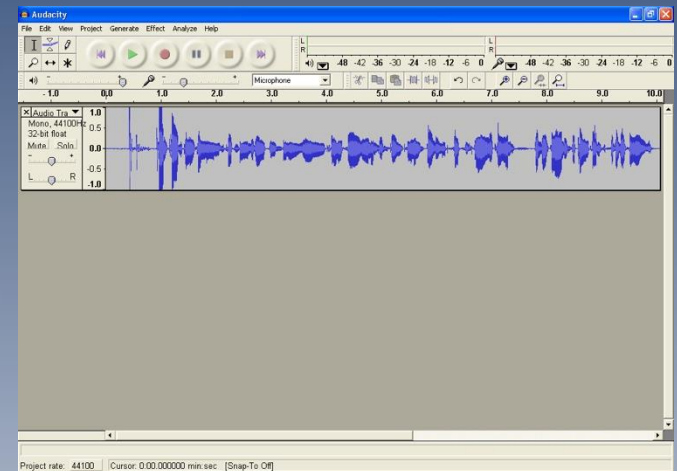 Audacity
File Edit View Project Generate Effect Analyze Help
L
R
-48 -42 -36 -30 -24 -18 -12 -6 0
L
R
-48 -42 -36 -30 -24 -18 -12 -6 0
Microphone
- 1.0 0.0 1.0 2.0 3.0 4.0 5.0 6.0 7.0 8.0 9.0 10.0
X Audio Tra
Mono, 44100Hz
32-bit float
Mute Solo
- +
L R
1.0
0.5
0.0
-0.5
-1.0
Project rate: 44100 Cursor: 0:00.000000 min:sec [Snap-To Off]